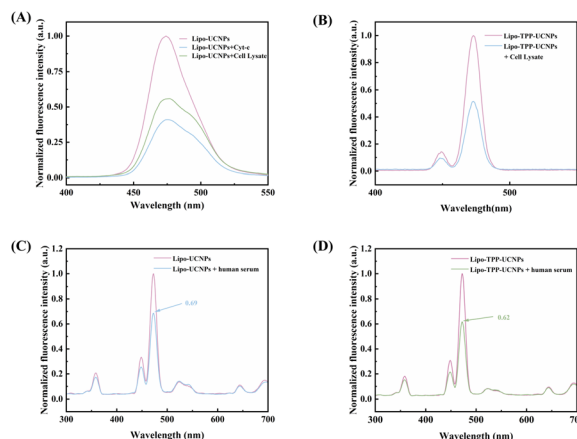 (A)
Normalized fluorescence intensity (a.u.)
1.00
0.75
0.50
0.25
0.00
Lipo-UCNPs
Lipo-UCNPs+Cyt-c
Lipo-UCNPs+Cell Lysate
400
450
500
550
Wavelength (nm)
(B)
Normalized fluorescence intensity (a.u.)
1.0
0.8
0.6
0.4
0.2
0.0
Lipo-TPP-UCNPs
Lipo-TPP-UCNPs
+ Cell Lysate
400
500
Wavelength(nm)
(C)
Normalized fluorescence intensity (a.u.)
1.2
1.0
0.8
0.6
0.4
0.2
0.0
Lipo-UCNPs
Lipo-UCNPs + human serum
0.69
300
400
500
600
700
Wavelength (nm)
(D)
Normalized fluorescence intensity (a.u.)
1.2
1.0
0.8
0.6
0.4
0.2
0.0
Lipo-TPP-UCNPs
Lipo-TPP-UCNPs + human serum
0.62
300
400
500
600
700
Wavelength (nm)